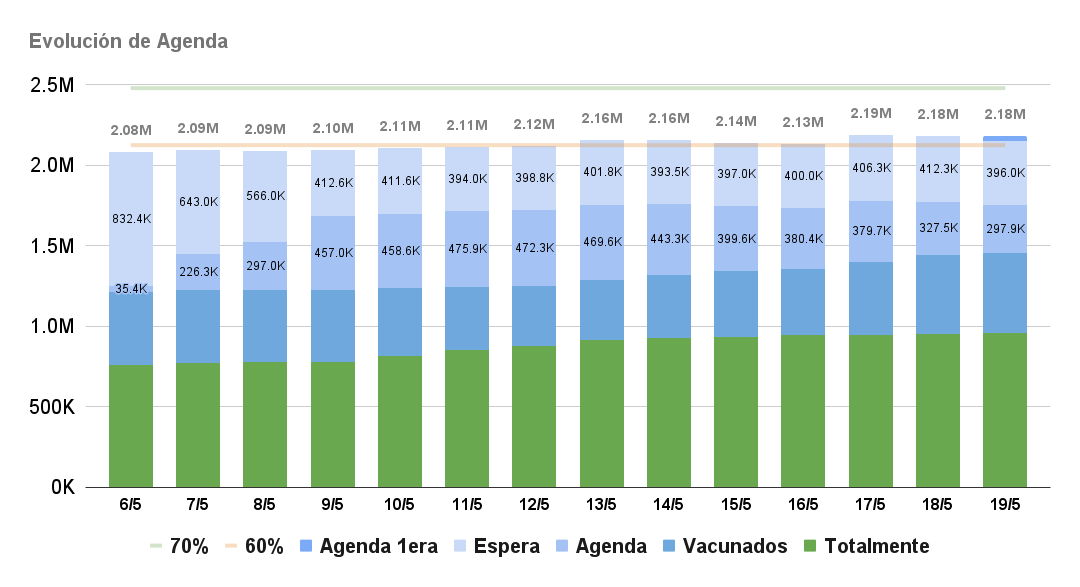 Evolución de Agenda
2.5M
2.08M 2.09M 2.09M 2.10M 2.11M 2.11M 2.12M 2.16M 2.16M 2.14M 2.13M 2.19M 2.18M 2.18M
2.0M
832.4K 643.0K 566.0K 412.6K 411.6K 394.0K 398.8K 401.8K 393.5K 397.0K 400.0K 406.3K 412.3K 396.0K
1.5M
35.4K 226.3K 297.0K 457.0K 458.6K 475.9K 472.3K 469.6K 443.3K 399.6K 380.4K 379.7K 327.5K 297.9K
1.0M
500K
0K
6/5 7/5 8/5 9/5 10/5 11/5 12/5 13/5 14/5 15/5 16/5 17/5 18/5 19/5
70% 60% Agenda 1era Espera Agenda Vacunados Totalmente